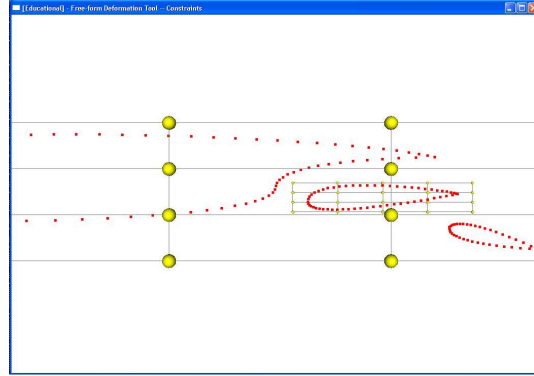 [Educational] - Free-form Deformation Tool -- Constraints